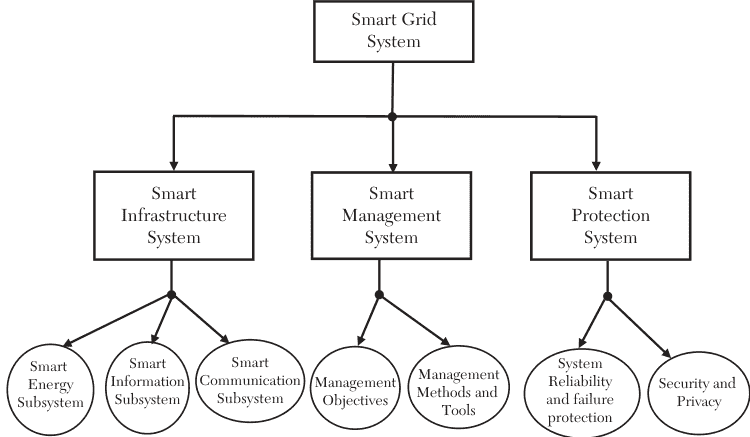 Smart Grid
System
Smart
Infrastructure
System
Smart
Management
System
Smart
Protection
System
Smart
Energy
Subsystem
Smart
Information
Subsystem
Smart
Communication
Subsystem
Management
Objectives
Management
Methods and
Tools
System
Reliability
and failure
protection
Security and
Privacy